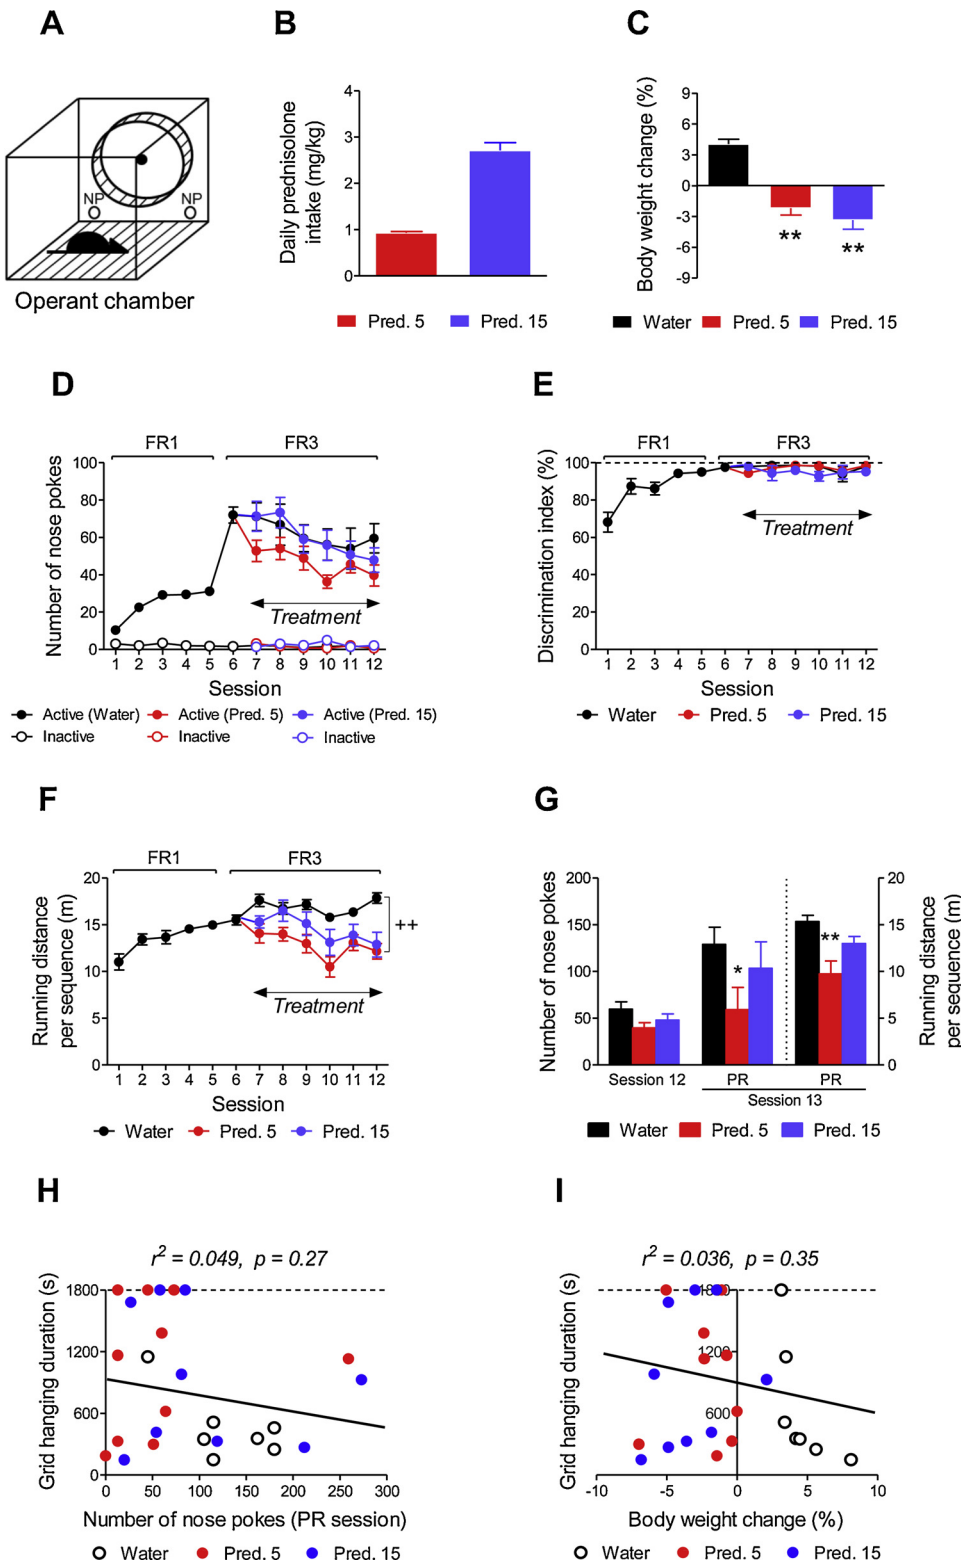 A
NP
NP
Operant chamber
B
Daily prednisolone
intake (mg/kg)
4
3
2
1
0
Pred. 5
Pred. 15
C
Body weight change (%)
9
6
3
0
-3
-6
-9
**
**
Water
Pred. 5
Pred. 15
D
FR1
FR3
Number of nose pokes
100
80
60
40
20
0
Treatment
1 2 3 4 5 6 7 8 9 10 11 12
Session
Active (Water)
Active (Pred. 5)
Active (Pred. 15)
Inactive
Inactive
Inactive
E
FR1
FR3
Discrimination index (%)
100
80
60
40
20
0
Treatment
1 2 3 4 5 6 7 8 9 10 11 12
Session
Water
Pred. 5
Pred. 15
F
FR1
FR3
Running distance
per sequence (m)
20
15
10
5
0
++
Treatment
1 2 3 4 5 6 7 8 9 10 11 12
Session
Water
Pred. 5
Pred. 15
G
Number of nose pokes
200
150
100
50
0
*
**
20
15
10
5
0
Running distance
per sequence (m)
Session 12
PR
PR
Session 13
Water
Pred. 5
Pred. 15
H
r² = 0.049, p = 0.27
Grid hanging duration (s)
1800
1200
600
0
0 50 100 150 200 250 300
Number of nose pokes (PR session)
Water
Pred. 5
Pred. 15
I
r² = 0.036, p = 0.35
Grid hanging duration (s)
1800
1200
600
-10 -5 0 5 10
Body weight change (%)
Water
Pred. 5
Pred. 15